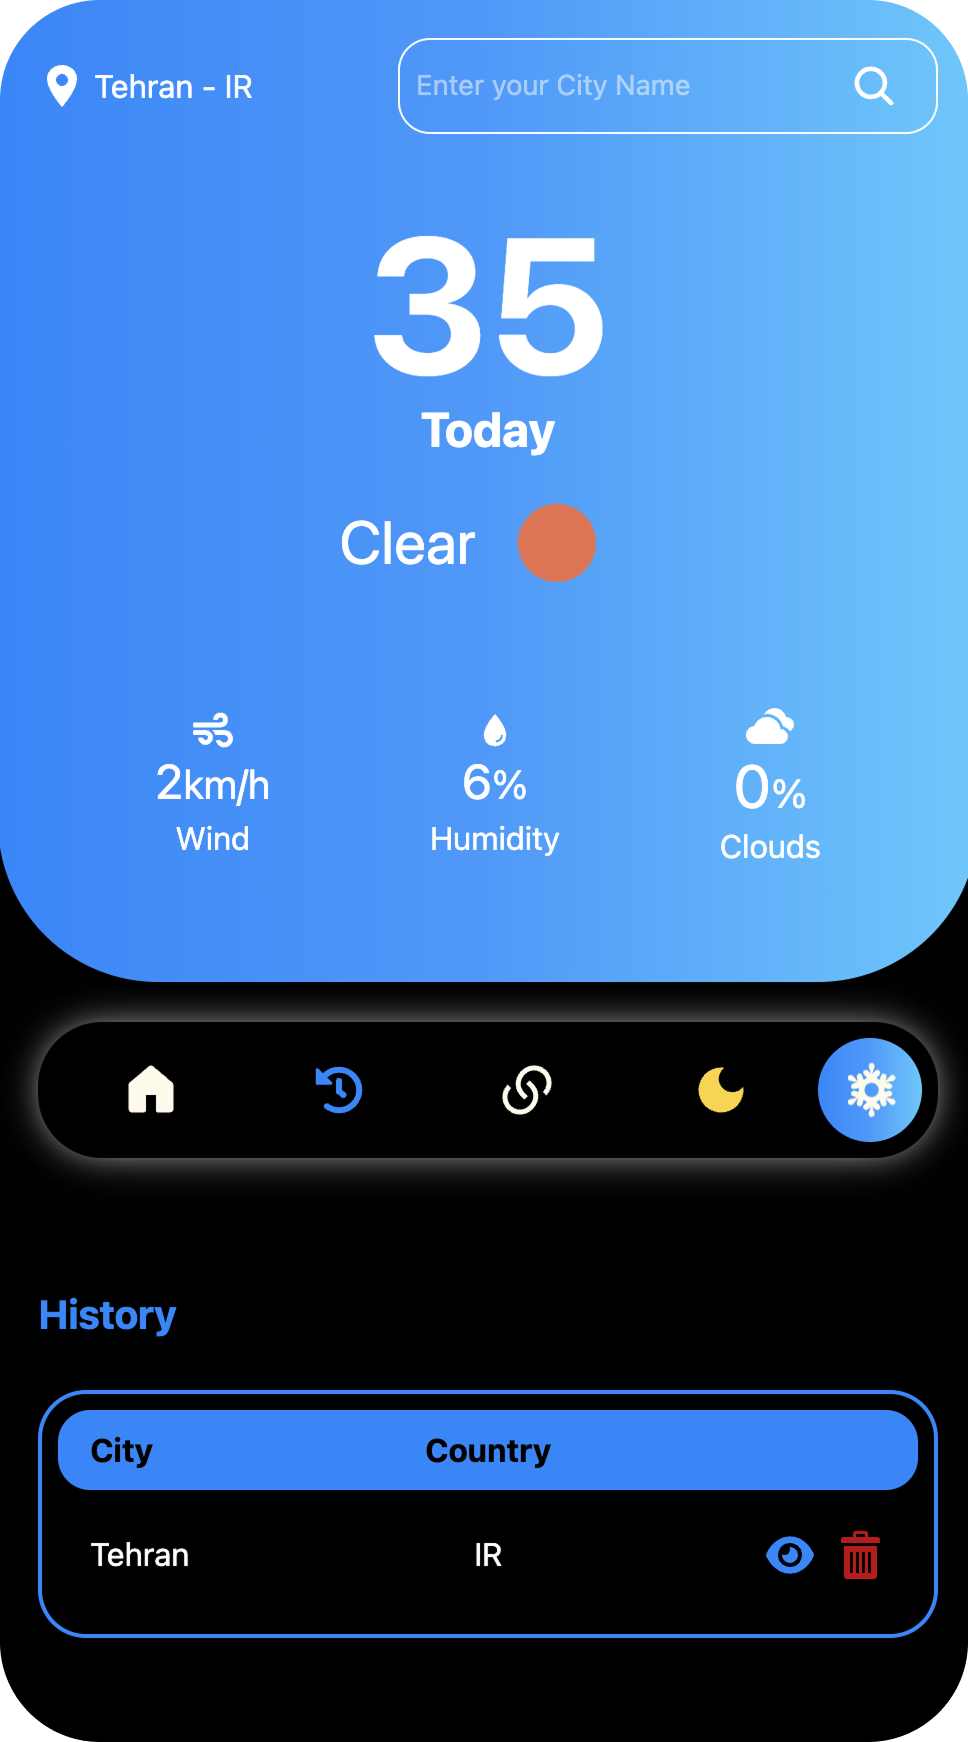 Tehran - IR
Enter your City Name
35
Today
Clear
2km/h
Wind
6%
Humidity
0%
Clouds
History
City Country
Tehran IR